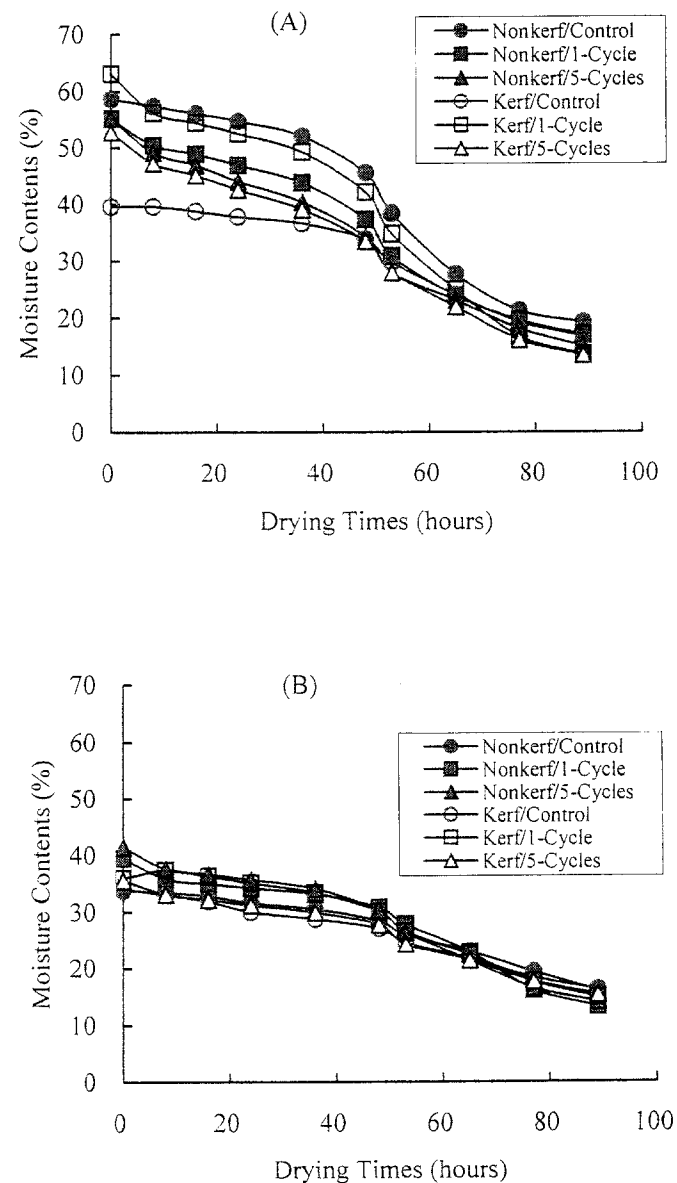 (A)
70
60
50
40
30
20
10
0
Moisture Contents (%)
Nonkerf/Control
Nonkerf/1-Cycle
Nonkerf/5-Cycles
Kerf/Control
Kerf/1-Cycle
Kerf/5-Cycles
0 20 40 60 80 100
Drying Times (hours)
(B)
70
60
50
40
30
20
10
0
Moisture Contents (%)
Nonkerf/Control
Nonkerf/1-Cycle
Nonkerf/5-Cycles
Kerf/Control
Kerf/1-Cycle
Kerf/5-Cycles
0 20 40 60 80 100
Drying Times (hours)